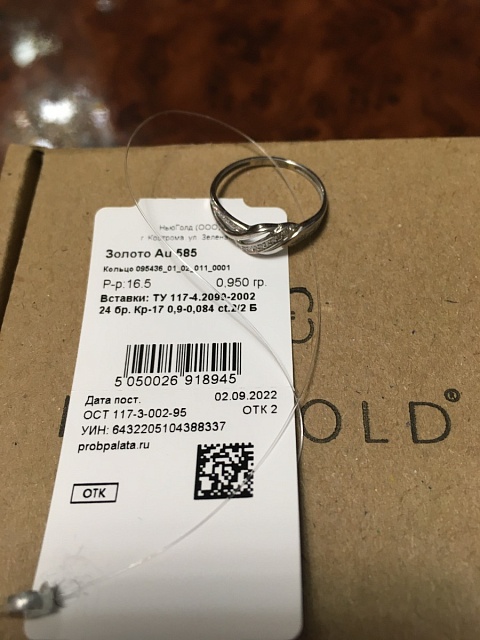 НьюГолд (ООО)
г. Кострома ул. Зелен
Золото Au 585
Кольцо 095436_01_02_011_0001
Р-р:16.5 0,950 гр.
Вставки: ТУ 117-4.2099-2002
24 бр. Кр-17 0,9-0,084 ct.2/2 Б
5 050026 918945
Дата пост. 02.09.2022
ОСТ 117-3-002-95 ОТК 2
УИН: 6432205104388337
probpalata.ru
ОТК
OLD®